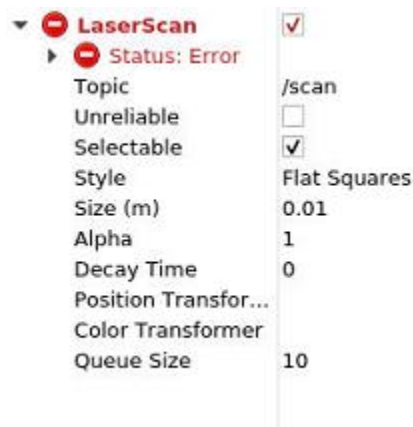 LaserScan
Status: Error
Topic /scan
Unreliable
Selectable
Style Flat Squares
Size (m) 0.01
Alpha 1
Decay Time 0
Position Transfor...
Color Transformer
Queue Size 10